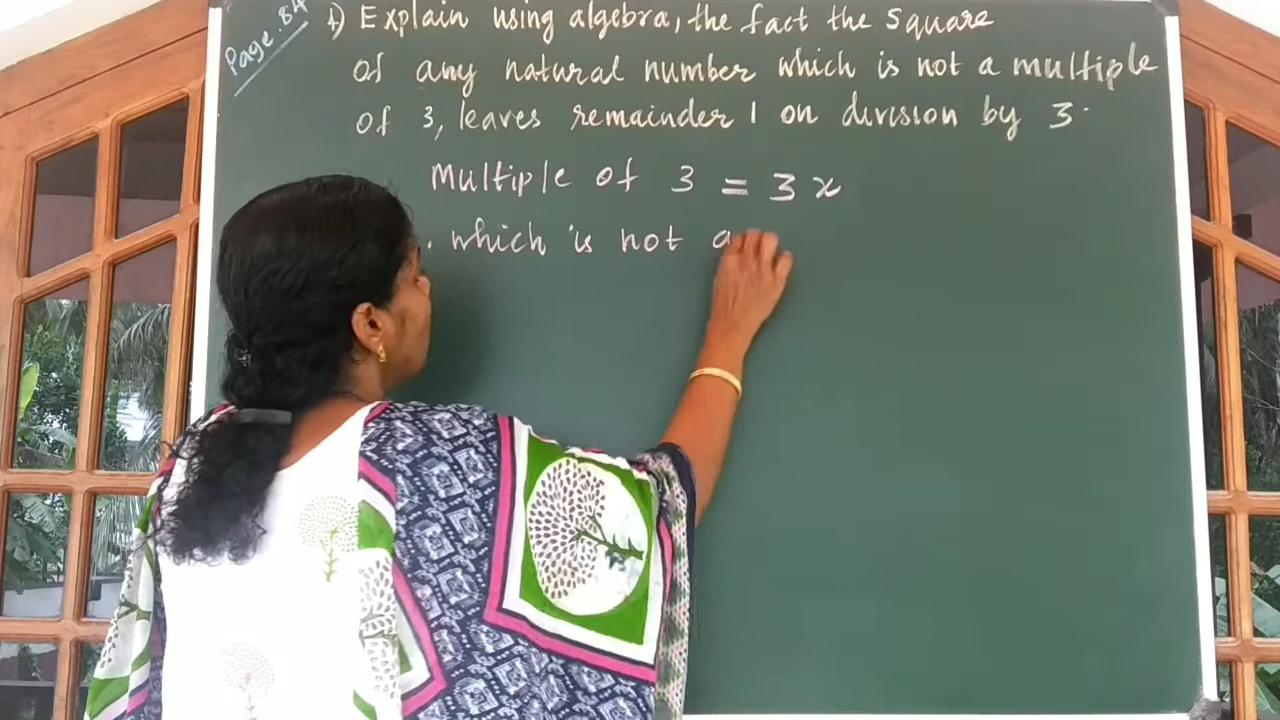 Page.84
1) Explain using algebra, the fact the square
of any natural number which is not a multiple
of 3, leaves remainder 1 on division by 3.
Multiple of 3 = 3x
which is not a